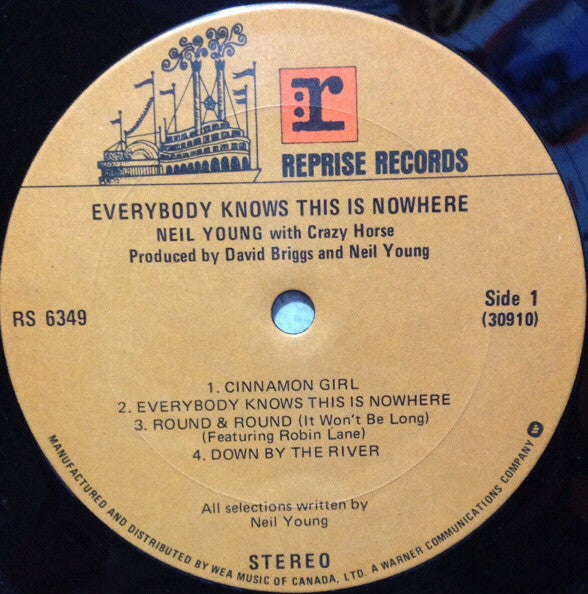 r
REPRISE RECORDS
EVERYBODY KNOWS THIS IS NOWHERE
NEIL YOUNG with Crazy Horse
Produced by David Briggs and Neil Young
RS 6349
Side 1
(30910)
1. CINNAMON GIRL
2. EVERYBODY KNOWS THIS IS NOWHERE
3. ROUND & ROUND (It Won't Be Long)
(Featuring Robin Lane)
4. DOWN BY THE RIVER
All selections written by
Neil Young
STEREO
MANUFACTURED AND DISTRIBUTED BY WEA MUSIC OF CANADA, LTD. A WARNER COMMUNICATIONS COMPANY